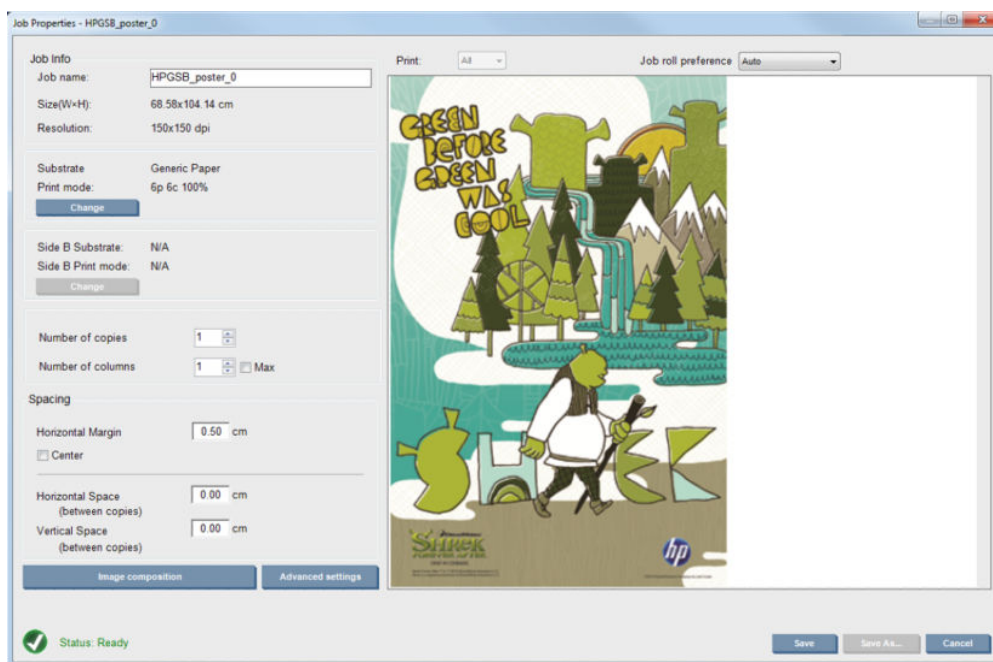 Job Properties - HPGSB_poster_0
Job Info
Job name: HPGSB_poster_0
Size(W×H): 68.58x104.14 cm
Resolution: 150x150 dpi
Substrate Generic Paper
Print mode: 6p 6c 100%
Change
Side B Substrate: N/A
Side B Print mode: N/A
Change
Number of copies 1
Number of columns 1 Max
Spacing
Horizontal Margin 0.50 cm
Center
Horizontal Space 0.00 cm
(between copies)
Vertical Space 0.00 cm
(between copies)
Image composition Advanced settings
Status: Ready
Print: All Job roll preference Auto
GREEN
BEFORE
GREEN
WAS
COOL
SHREK
SHREK
hp
Save Save As... Cancel